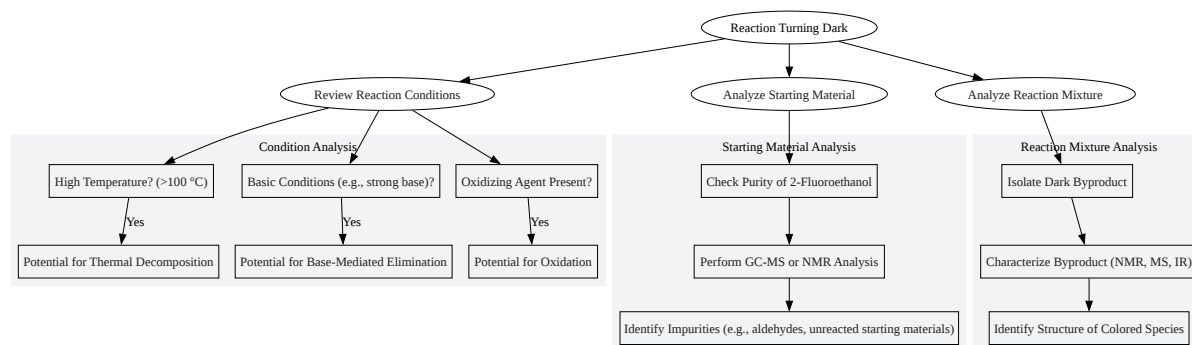 Reaction Turning Dark
Review Reaction Conditions
Analyze Starting Material
Analyze Reaction Mixture
Condition Analysis
Starting Material Analysis
Reaction Mixture Analysis
High Temperature? (>100 °C)
Basic Conditions (e.g., strong base)?
Oxidizing Agent Present?
Check Purity of 2-Fluoroethanol
Isolate Dark Byproduct
Yes
Yes
Yes
Potential for Thermal Decomposition
Potential for Base-Mediated Elimination
Potential for Oxidation
Perform GC-MS or NMR Analysis
Characterize Byproduct (NMR, MS, IR)
Identify Impurities (e.g., aldehydes, unreacted starting materials)
Identify Structure of Colored Species